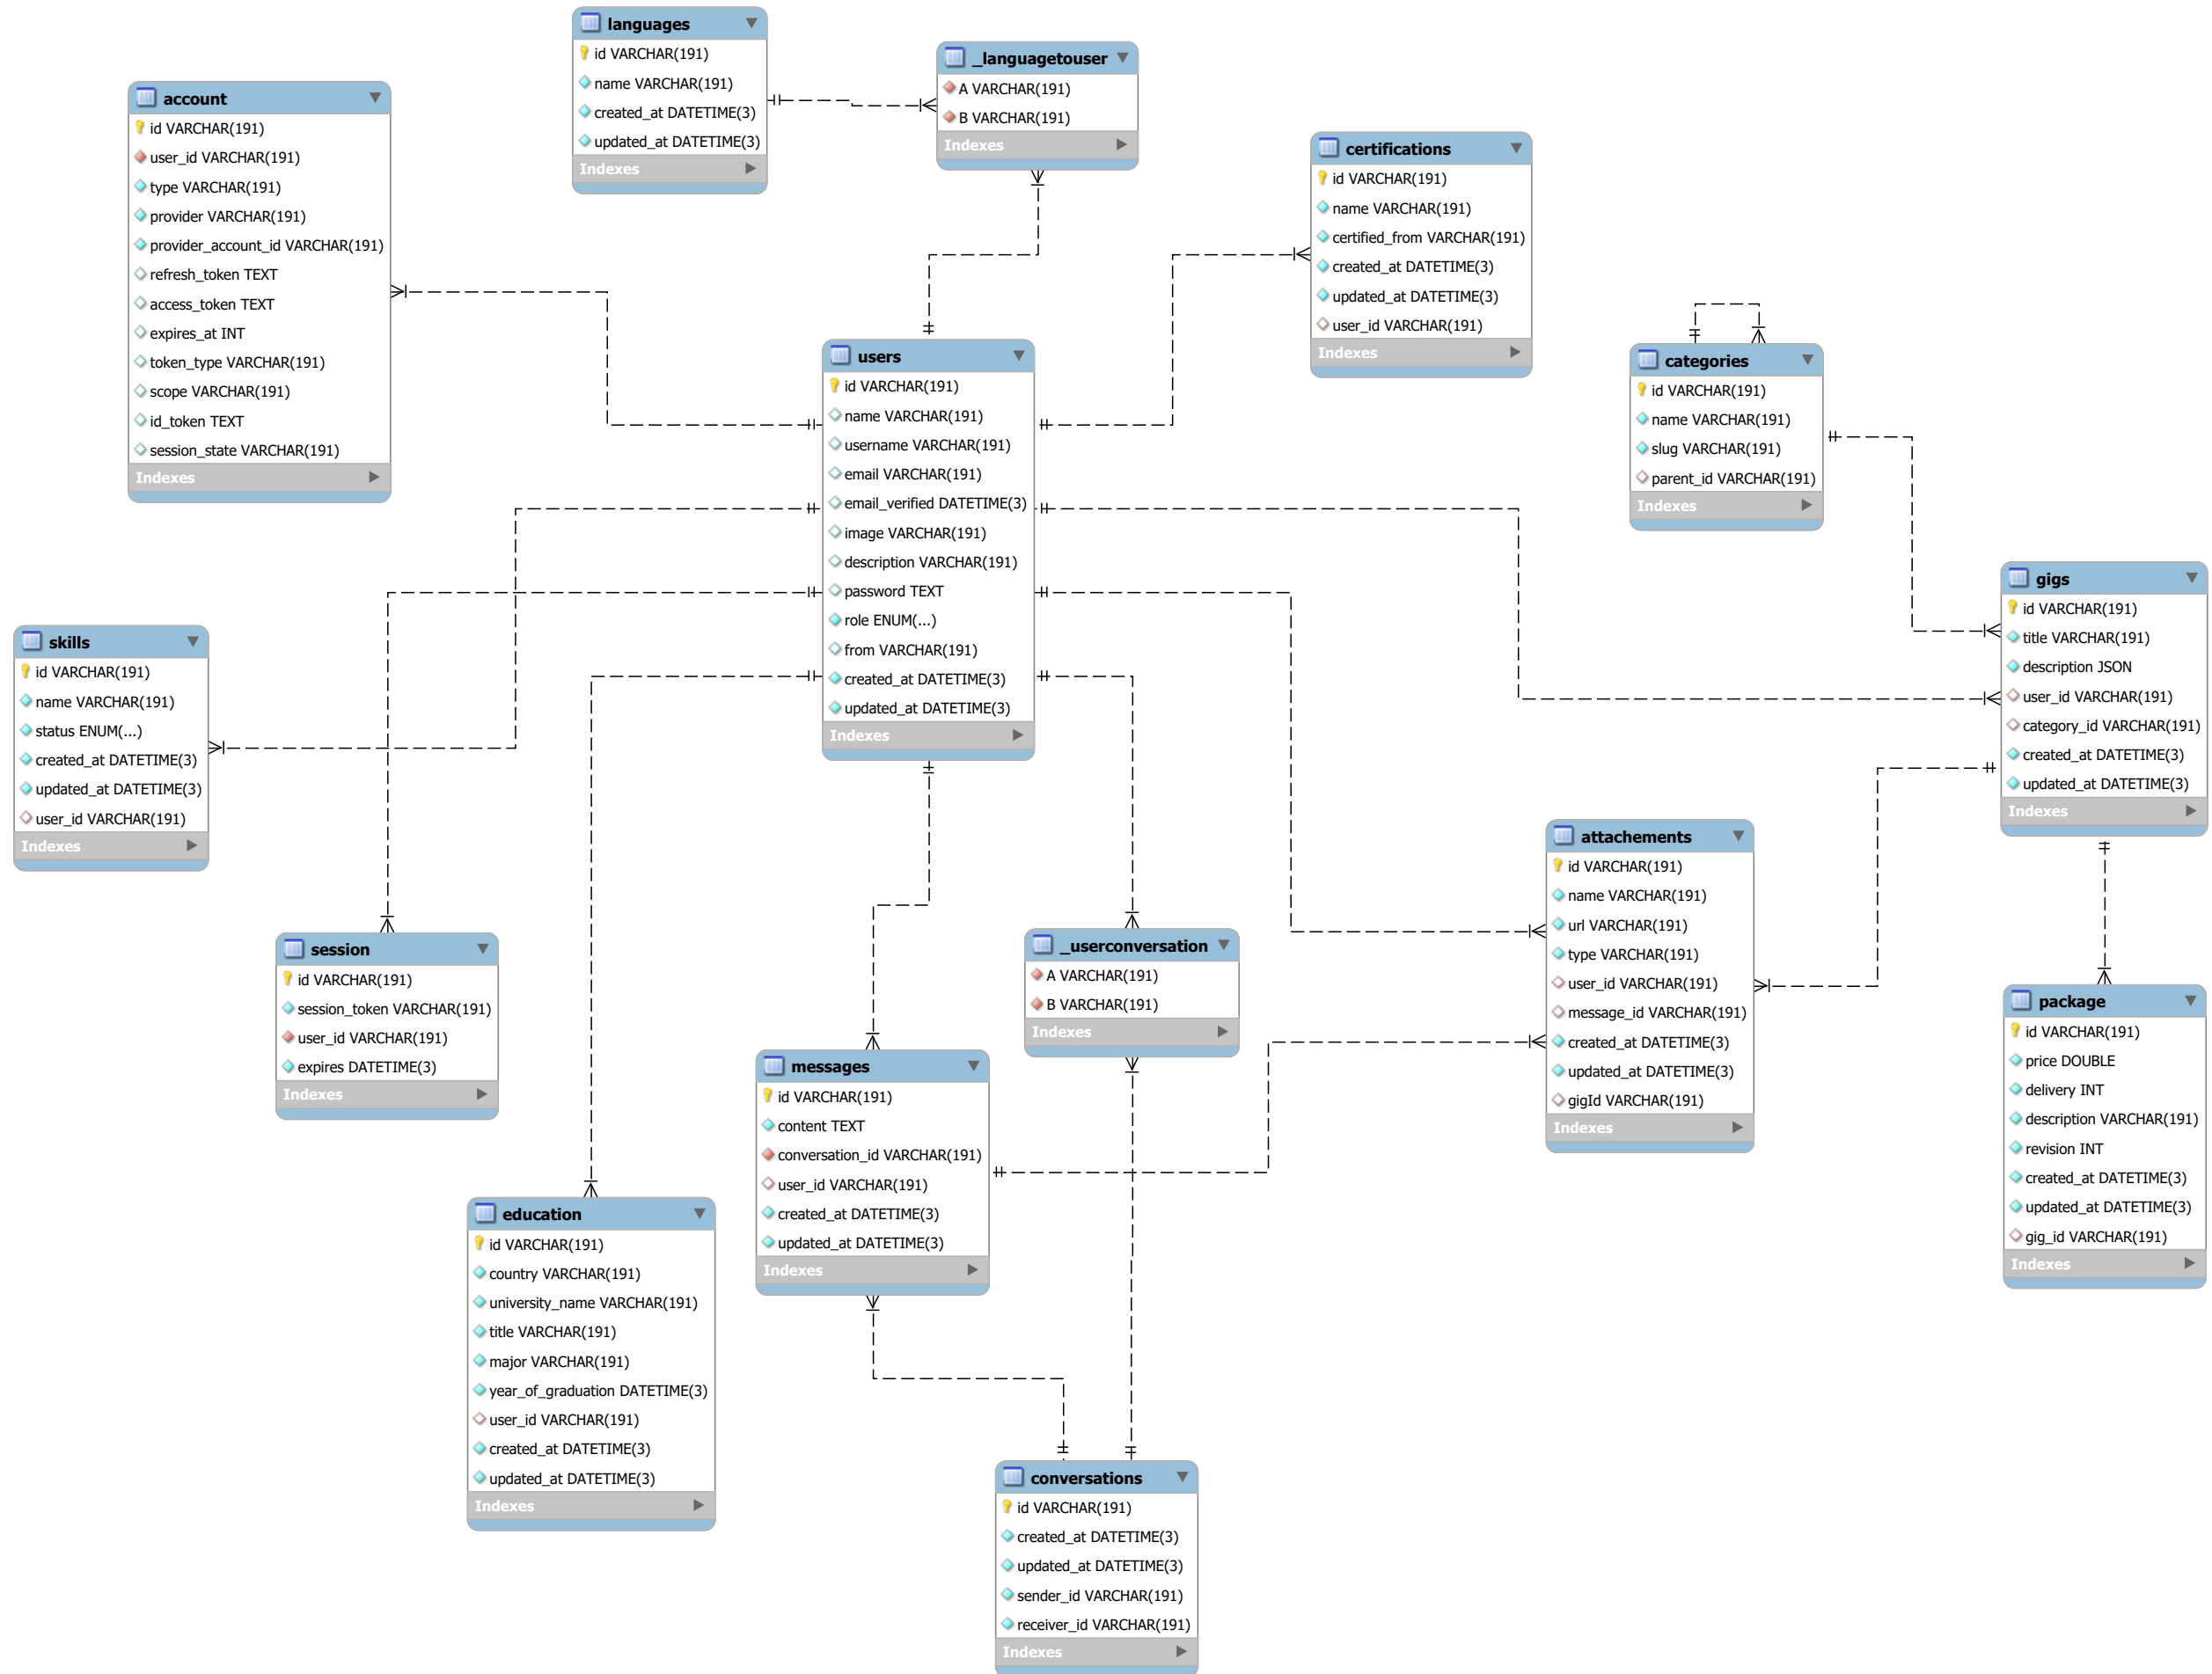 languages
id VARCHAR(191)
name VARCHAR(191)
created_at DATETIME(3)
updated_at DATETIME(3)
Indexes
_languagetouser
A VARCHAR(191)
B VARCHAR(191)
Indexes
account
id VARCHAR(191)
user_id VARCHAR(191)
type VARCHAR(191)
provider VARCHAR(191)
provider_account_id VARCHAR(191)
refresh_token TEXT
access_token TEXT
expires_at INT
token_type VARCHAR(191)
scope VARCHAR(191)
id_token TEXT
session_state VARCHAR(191)
Indexes
certifications
id VARCHAR(191)
name VARCHAR(191)
certified_from VARCHAR(191)
created_at DATETIME(3)
updated_at DATETIME(3)
user_id VARCHAR(191)
Indexes
users
id VARCHAR(191)
name VARCHAR(191)
username VARCHAR(191)
email VARCHAR(191)
email_verified DATETIME(3)
image VARCHAR(191)
description VARCHAR(191)
password TEXT
role ENUM(...)
from VARCHAR(191)
created_at DATETIME(3)
updated_at DATETIME(3)
Indexes
categories
id VARCHAR(191)
name VARCHAR(191)
slug VARCHAR(191)
parent_id VARCHAR(191)
Indexes
gigs
id VARCHAR(191)
title VARCHAR(191)
description JSON
user_id VARCHAR(191)
category_id VARCHAR(191)
created_at DATETIME(3)
updated_at DATETIME(3)
Indexes
skills
id VARCHAR(191)
name VARCHAR(191)
status ENUM(...)
created_at DATETIME(3)
updated_at DATETIME(3)
user_id VARCHAR(191)
Indexes
attachements
id VARCHAR(191)
name VARCHAR(191)
url VARCHAR(191)
type VARCHAR(191)
user_id VARCHAR(191)
message_id VARCHAR(191)
created_at DATETIME(3)
updated_at DATETIME(3)
gigId VARCHAR(191)
Indexes
session
id VARCHAR(191)
session_token VARCHAR(191)
user_id VARCHAR(191)
expires DATETIME(3)
Indexes
_userconversation
A VARCHAR(191)
B VARCHAR(191)
Indexes
package
id VARCHAR(191)
price DOUBLE
delivery INT
description VARCHAR(191)
revision INT
created_at DATETIME(3)
updated_at DATETIME(3)
gig_id VARCHAR(191)
Indexes
messages
id VARCHAR(191)
content TEXT
conversation_id VARCHAR(191)
user_id VARCHAR(191)
created_at DATETIME(3)
updated_at DATETIME(3)
Indexes
education
id VARCHAR(191)
country VARCHAR(191)
university_name VARCHAR(191)
title VARCHAR(191)
major VARCHAR(191)
year_of_graduation DATETIME(3)
user_id VARCHAR(191)
created_at DATETIME(3)
updated_at DATETIME(3)
Indexes
conversations
id VARCHAR(191)
created_at DATETIME(3)
updated_at DATETIME(3)
sender_id VARCHAR(191)
receiver_id VARCHAR(191)
Indexes